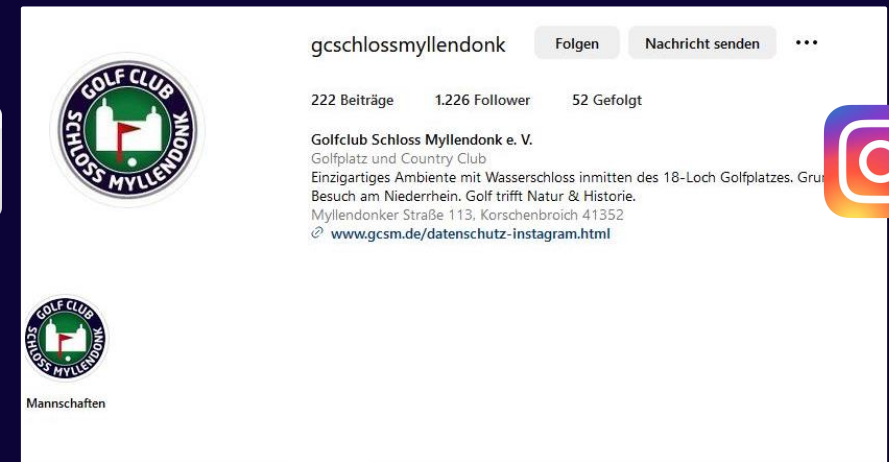 gcschlossmyllendonk Folgen Nachricht senden
222 Beiträge 1.226 Follower 52 Gefolgt
GOLF CLUB
SCHLOSS MYLLENDONK
Golfclub Schloss Myllendonk e. V.
Golfplatz und Country Club
Einzigartiges Ambiente mit Wasserschloss inmitten des 18-Loch Golfplatzes.
Besuch am Niederrhein. Golf trifft Natur & Historie.
Myllendonker Straße 113, Korschenbroich 41352
www.gcsm.de/datenschutz-instagram.html
GOLF CLUB
SCHLOSS MYLLENDONK
Mannschaften